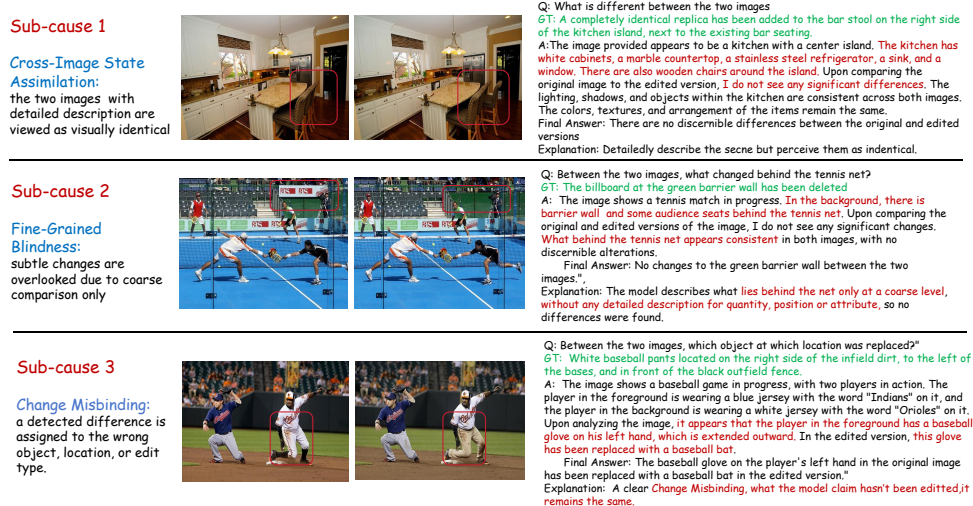 Sub-cause 1
Cross-Image State
Assimilation:
the two images with
detailed description are
viewed as visually identical
Q: What is different between the two images
GT: A completely identical replica has been added to the bar stool on the right side
of the kitchen island, next to the existing bar seating.
A:The image provided appears to be a kitchen with a center island. The kitchen has
white cabinets, a marble countertop, a stainless steel refrigerator, a sink, and a
window. There are also wooden chairs around the island. Upon comparing the
original image to the edited version, I do not see any significant differences. The
lighting, shadows, and objects within the kitchen are consistent across both images.
The colors, textures, and arrangement of the items remain the same.
Final Answer: There are no discernible differences between the original and edited
versions
Explanation: Detailedly describe the secne but perceive them as indentical.
Sub-cause 2
Fine-Grained
Blindness:
subtle changes are
overlooked due to coarse
comparison only
Q: Between the two images, what changed behind the tennis net?
GT: The billboard at the green barrier wall has been deleted
A: The image shows a tennis match in progress. In the background, there is
barrier wall and some audience seats behind the tennis net. Upon comparing the
original and edited versions of the image, I do not see any significant changes.
What behind the tennis net appears consistent in both images, with no
discernible alterations.
Final Answer: No changes to the green barrier wall between the two
images.",
Explanation: The model describes what lies behind the net only at a coarse level,
without any detailed description for quantity, position or attribute, so no
differences were found.
Sub-cause 3
Change Misbinding:
a detected difference is
assigned to the wrong
object, location, or edit
type.
Q: Between the two images, which object at which location was replaced?"
GT: White baseball pants located on the right side of the infield dirt, to the left of
the bases, and in front of the black outfield fence.
A: The image shows a baseball game in progress, with two players in action. The
player in the foreground is wearing a blue jersey with the word "Indians" on it, and
the player in the background is wearing a white jersey with the word "Orioles" on it.
Upon analyzing the image, it appears that the player in the foreground has a baseball
glove on his left hand, which is extended outward. In the edited version, this glove
has been replaced with a baseball bat.
Final Answer: The baseball glove on the player's left hand in the original image
has been replaced with a baseball bat in the edited version."
Explanation: A clear Change Misbinding, what the model claim hasn't been editted,it
remains the same.